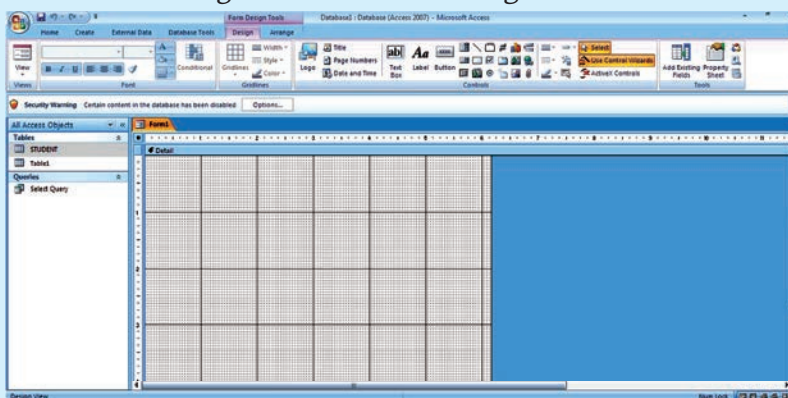 Form Design Tools
Database1 : Database (Access 2007) - Microsoft Access
Home Create External Data Database Tools Design Arrange
View
Views
B I U
Conditional
Font
Gridlines
Width
Style
Color
Gridlines
Logo
Title
Page Numbers
Date and Time
ab|
Text Box
Aa
Label
Button
Controls
Select
Use Control Wizards
ActiveX Controls
Add Existing Fields
Property Sheet
Tools
Security Warning Certain content in the database has been disabled Options...
All Access Objects
Tables
STUDENT
Table1
Queries
Select Query
Form1
Detail
Design View
Num Lock